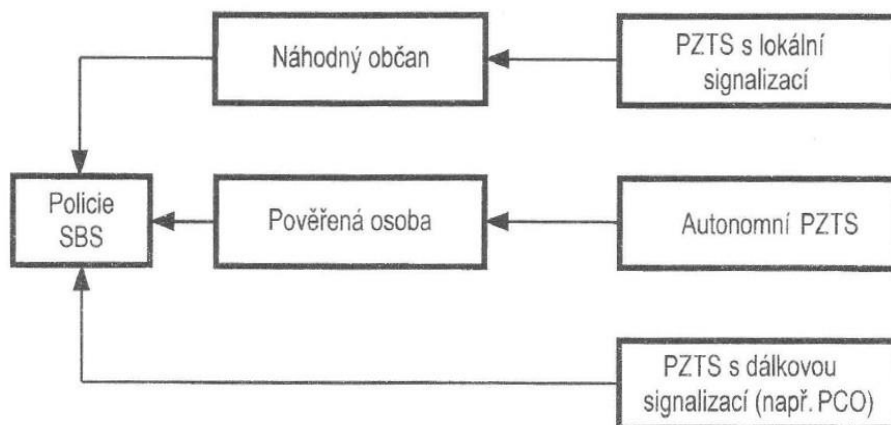 Náhodný občan
PZTS s lokální
signalizací
Policie
SBS
Pověřená osoba
Autonomní PZTS
PZTS s dálkovou
signalizací (např. PCO)